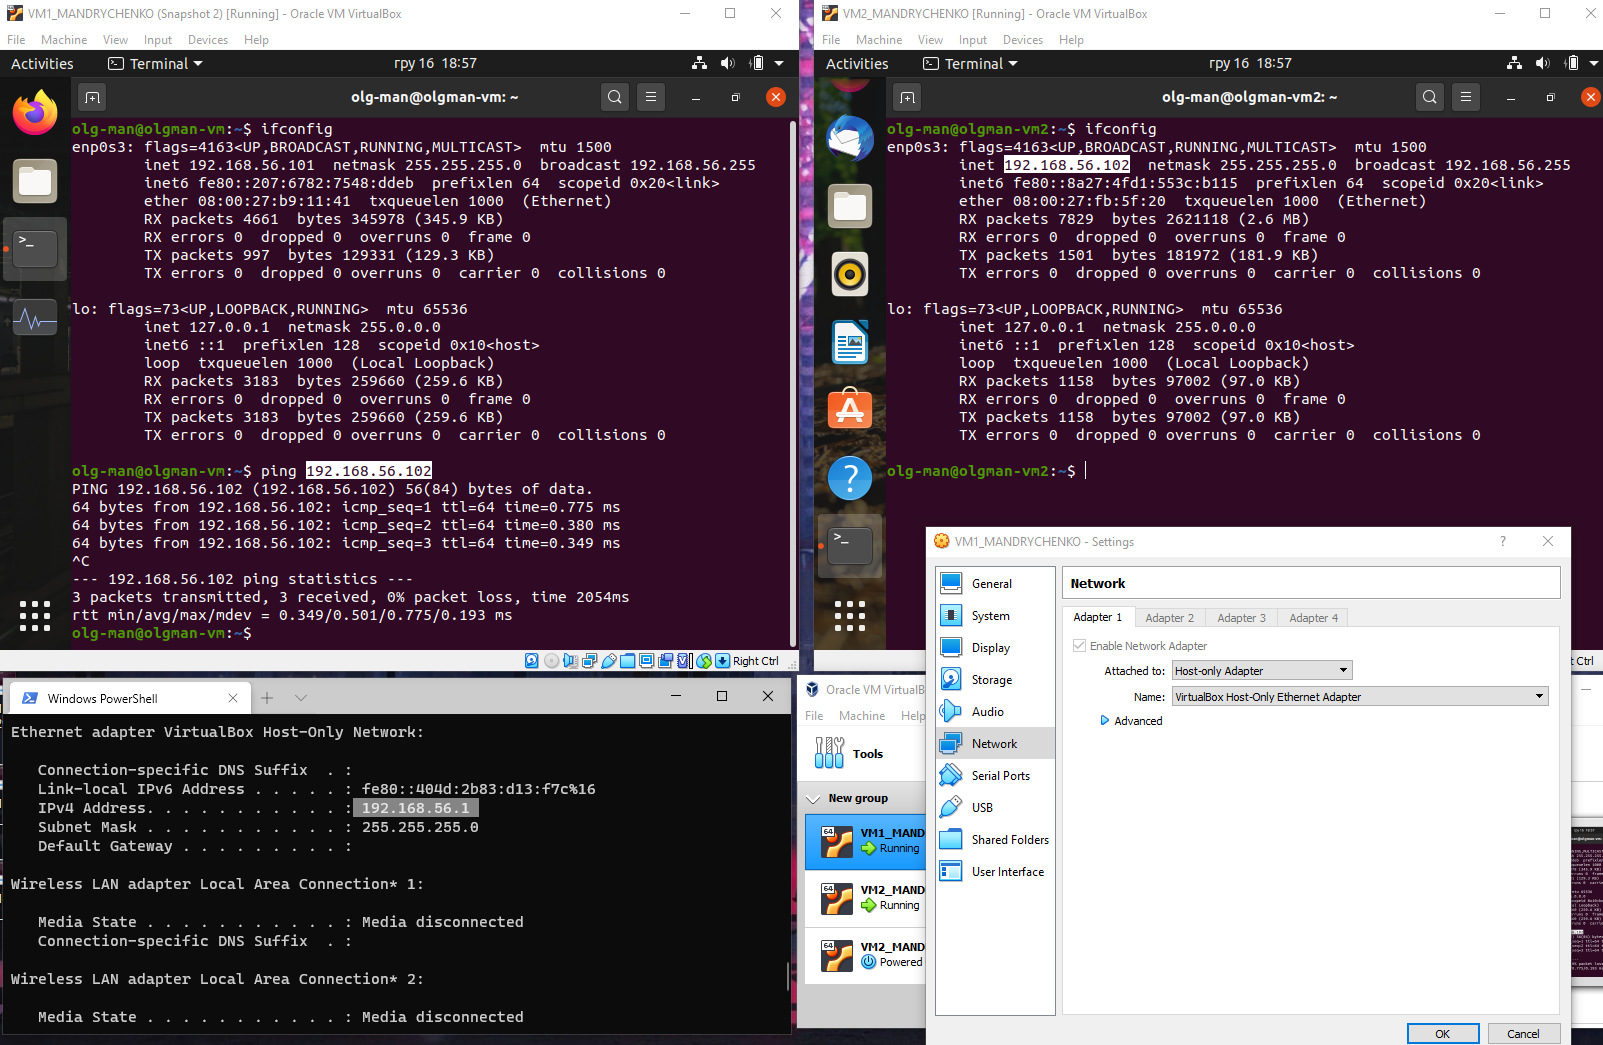 VM1_MANDRYCHENKO (Snapshot 2) [Running] - Oracle VM VirtualBox
File Machine View Input Devices Help
Activities Terminal гру 16 18:57
olg-man@olgman-vm: ~
olg-man@olgman-vm:~$ ifconfig
enp0s3: flags=4163<UP,BROADCAST,RUNNING,MULTICAST>  mtu 1500
        inet 192.168.56.101  netmask 255.255.255.0  broadcast 192.168.56.255
        inet6 fe80::207:6782:7548:ddeb  prefixlen 64  scopeid 0x20<link>
        ether 08:00:27:b9:11:41  txqueuelen 1000  (Ethernet)
        RX packets 4661  bytes 345978 (345.9 KB)
        RX errors 0  dropped 0  overruns 0  frame 0
        TX packets 997  bytes 129331 (129.3 KB)
        TX errors 0  dropped 0 overruns 0  carrier 0  collisions 0
lo: flags=73<UP,LOOPBACK,RUNNING>  mtu 65536
        inet 127.0.0.1  netmask 255.0.0.0
        inet6 ::1  prefixlen 128  scopeid 0x10<host>
        loop  txqueuelen 1000  (Local Loopback)
        RX packets 3183  bytes 259660 (259.6 KB)
        RX errors 0  dropped 0  overruns 0  frame 0
        TX packets 3183  bytes 259660 (259.6 KB)
        TX errors 0  dropped 0 overruns 0  carrier 0  collisions 0
olg-man@olgman-vm:~$ ping 192.168.56.102
PING 192.168.56.102 (192.168.56.102) 56(84) bytes of data.
64 bytes from 192.168.56.102: icmp_seq=1 ttl=64 time=0.775 ms
64 bytes from 192.168.56.102: icmp_seq=2 ttl=64 time=0.380 ms
64 bytes from 192.168.56.102: icmp_seq=3 ttl=64 time=0.349 ms
^C
--- 192.168.56.102 ping statistics ---
3 packets transmitted, 3 received, 0% packet loss, time 2054ms
rtt min/avg/max/mdev = 0.349/0.501/0.775/0.193 ms
olg-man@olgman-vm:~$
Right Ctrl
VM2_MANDRYCHENKO [Running] - Oracle VM VirtualBox
File Machine View Input Devices Help
Activities Terminal гру 16 18:57
olg-man@olgman-vm2: ~
olg-man@olgman-vm2:~$ ifconfig
enp0s3: flags=4163<UP,BROADCAST,RUNNING,MULTICAST>  mtu 1500
        inet 192.168.56.102  netmask 255.255.255.0  broadcast 192.168.56.255
        inet6 fe80::8a27:4fd1:553c:b115  prefixlen 64  scopeid 0x20<link>
        ether 08:00:27:fb:5f:20  txqueuelen 1000  (Ethernet)
        RX packets 7829  bytes 2621118 (2.6 MB)
        RX errors 0  dropped 0  overruns 0  frame 0
        TX packets 1501  bytes 181972 (181.9 KB)
        TX errors 0  dropped 0 overruns 0  carrier 0  collisions 0
lo: flags=73<UP,LOOPBACK,RUNNING>  mtu 65536
        inet 127.0.0.1  netmask 255.0.0.0
        inet6 ::1  prefixlen 128  scopeid 0x10<host>
        loop  txqueuelen 1000  (Local Loopback)
        RX packets 1158  bytes 97002 (97.0 KB)
        RX errors 0  dropped 0  overruns 0  frame 0
        TX packets 1158  bytes 97002 (97.0 KB)
        TX errors 0  dropped 0 overruns 0  carrier 0  collisions 0
olg-man@olgman-vm2:~$
Ctrl
Windows PowerShell
Ethernet adapter VirtualBox Host-Only Network:
   Connection-specific DNS Suffix  . :
   Link-local IPv6 Address . . . . . : fe80::404d:2b83:d13:f7c%16
   IPv4 Address. . . . . . . . . . . : 192.168.56.1
   Subnet Mask . . . . . . . . . . . : 255.255.255.0
   Default Gateway . . . . . . . . . :
Wireless LAN adapter Local Area Connection* 1:
   Media State . . . . . . . . . . . : Media disconnected
   Connection-specific DNS Suffix  . :
Wireless LAN adapter Local Area Connection* 2:
   Media State . . . . . . . . . . . : Media disconnected
Oracle VM VirtualB
File Machine Help
Tools
New group
64 VM1_MAND
Running
64 VM2_MAND
Running
64 VM2_MAND
Powered
VM1_MANDRYCHENKO - Settings ?
General
System
Display
Storage
Audio
Network
Serial Ports
USB
Shared Folders
User Interface
Network
Adapter 1 Adapter 2 Adapter 3 Adapter 4
Enable Network Adapter
Attached to: Host-only Adapter
Name: VirtualBox Host-Only Ethernet Adapter
Advanced
OK Cancel